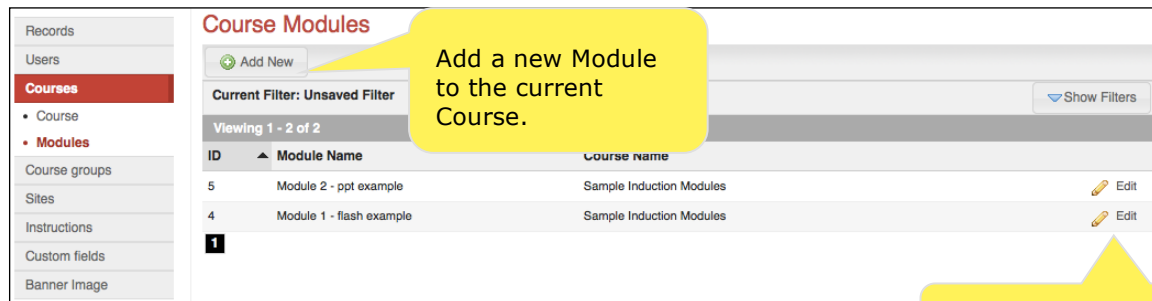 Records
Users
Courses
• Course
• Modules
Course groups
Sites
Instructions
Custom fields
Banner Image
Course Modules
Add New
Add a new Module
to the current
Course.
Current Filter: Unsaved Filter
Show Filters
Viewing 1 - 2 of 2
ID Module Name Course Name
5 Module 2 - ppt example Sample Induction Modules Edit
4 Module 1 - flash example Sample Induction Modules Edit
1